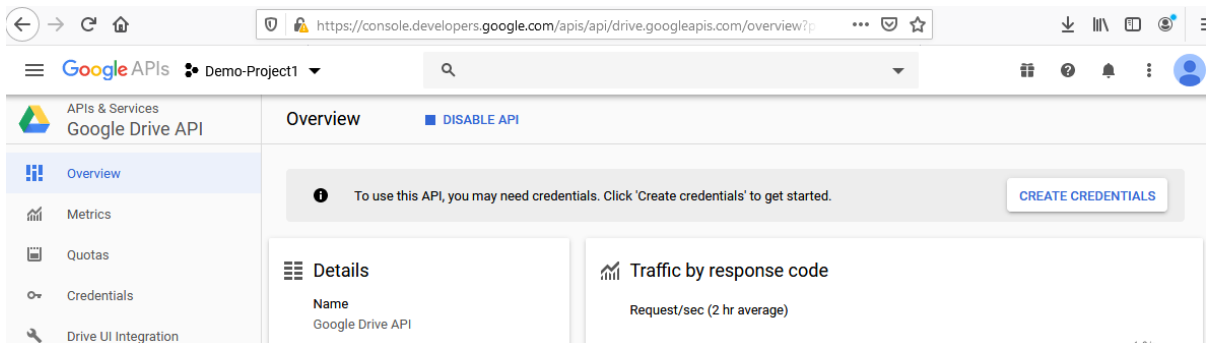 https://console.developers.google.com/apis/api/drive.googleapis.com/overview?
Google APIs Demo-Project1
APIs & Services
Google Drive API
Overview DISABLE API
Overview
To use this API, you may need credentials. Click 'Create credentials' to get started. CREATE CREDENTIALS
Metrics
Quotas
Credentials
Drive UI Integration
Details
Name
Google Drive API
Traffic by response code
Request/sec (2 hr average)